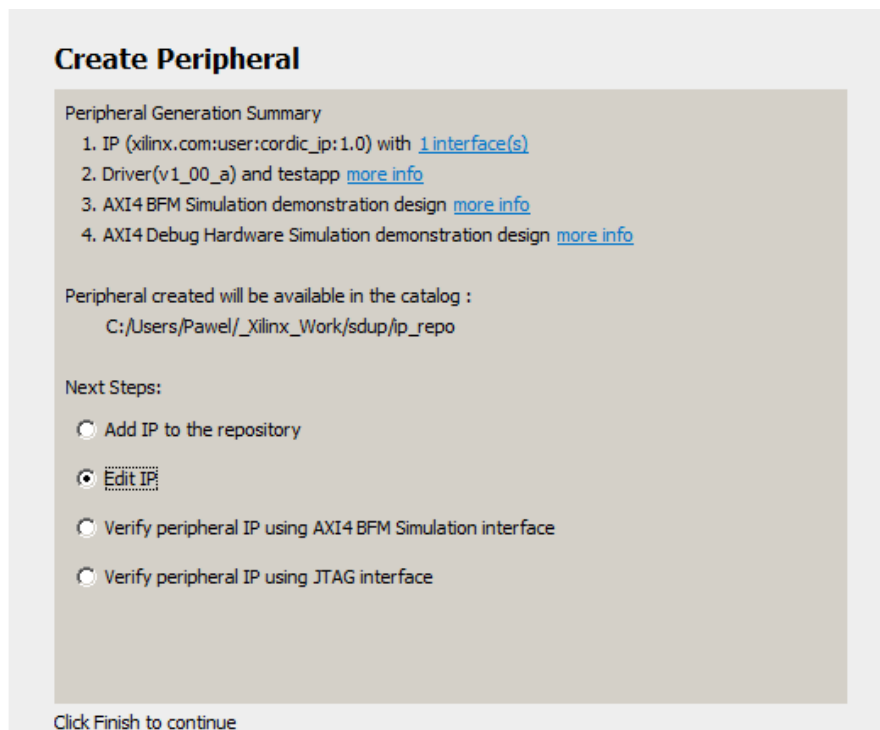 Create Peripheral
Peripheral Generation Summary
1. IP (xilinx.com:user:cordic_ip:1.0) with 1 interface(s)
2. Driver(v1_00_a) and testapp more info
3. AXI4 BFM Simulation demonstration design more info
4. AXI4 Debug Hardware Simulation demonstration design more info
Peripheral created will be available in the catalog :
C:/Users/Pawel/_Xilinx_Work/sdup/ip_repo
Next Steps:
Add IP to the repository
Edit IP
Verify peripheral IP using AXI4 BFM Simulation interface
Verify peripheral IP using JTAG interface
Click Finish to continue